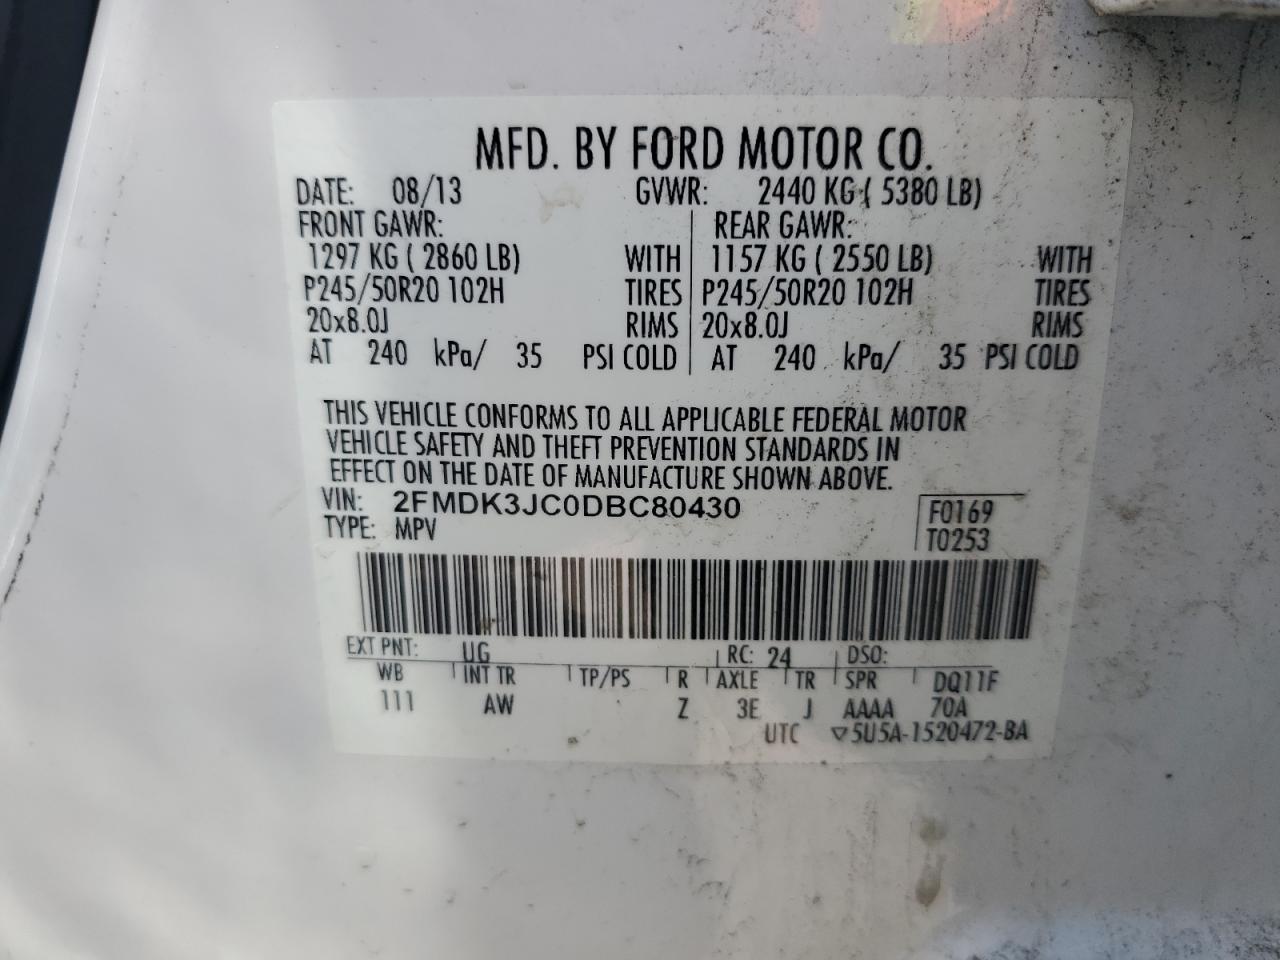 MFD. BY FORD MOTOR CO.
DATE: 08/13 GVWR: 2440 KG ( 5380 LB)
FRONT GAWR: REAR GAWR:
1297 KG ( 2860 LB) WITH 1157 KG ( 2550 LB) WITH
P245/50R20 102H TIRES P245/50R20 102H TIRES
20x8.0J RIMS 20x8.0J RIMS
AT 240 kPa/ 35 PSI COLD AT 240 kPa/ 35 PSI COLD
THIS VEHICLE CONFORMS TO ALL APPLICABLE FEDERAL MOTOR
VEHICLE SAFETY AND THEFT PREVENTION STANDARDS IN
EFFECT ON THE DATE OF MANUFACTURE SHOWN ABOVE.
VIN: 2FMDK3JC0DBC80430 F0169
TYPE: MPV T0253
EXT PNT: UG RC: 24 DSO:
WB INT TR TP/PS R AXLE TR SPR DQ11F
111 AW Z 3E J AAAA 70A
UTC ▽5U5A-1520472-BA